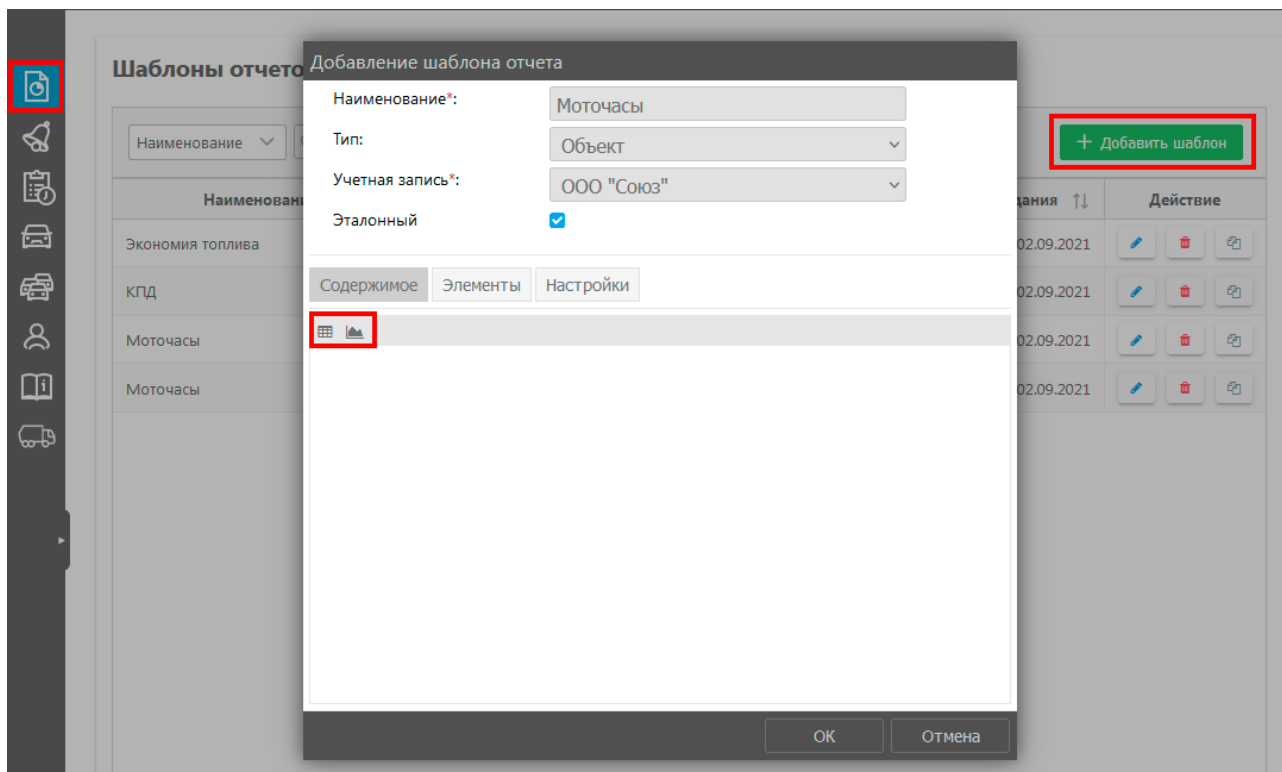 Добавление шаблона отчета
Шаблоны отчето
Наименование*:
Моточасы
Тип:
Объект
Учетная запись*:
ООО "Союз"
Эталонный
Наименование
+ Добавить шаблон
Наименовани
дания
Действие
Экономия топлива
02.09.2021
КПД
02.09.2021
Моточасы
02.09.2021
Моточасы
02.09.2021
Содержимое
Элементы
Настройки
ОК
Отмена